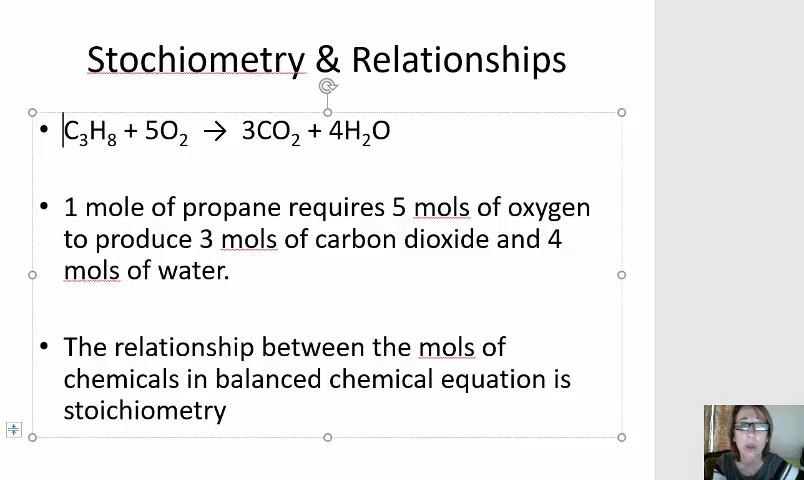 Stochiometry & Relationships
• C₃H₈ + 5O₂ → 3CO₂ + 4H₂O
• 1 mole of propane requires 5 mols of oxygen
to produce 3 mols of carbon dioxide and 4
mols of water.
• The relationship between the mols of
chemicals in balanced chemical equation is
stoichiometry